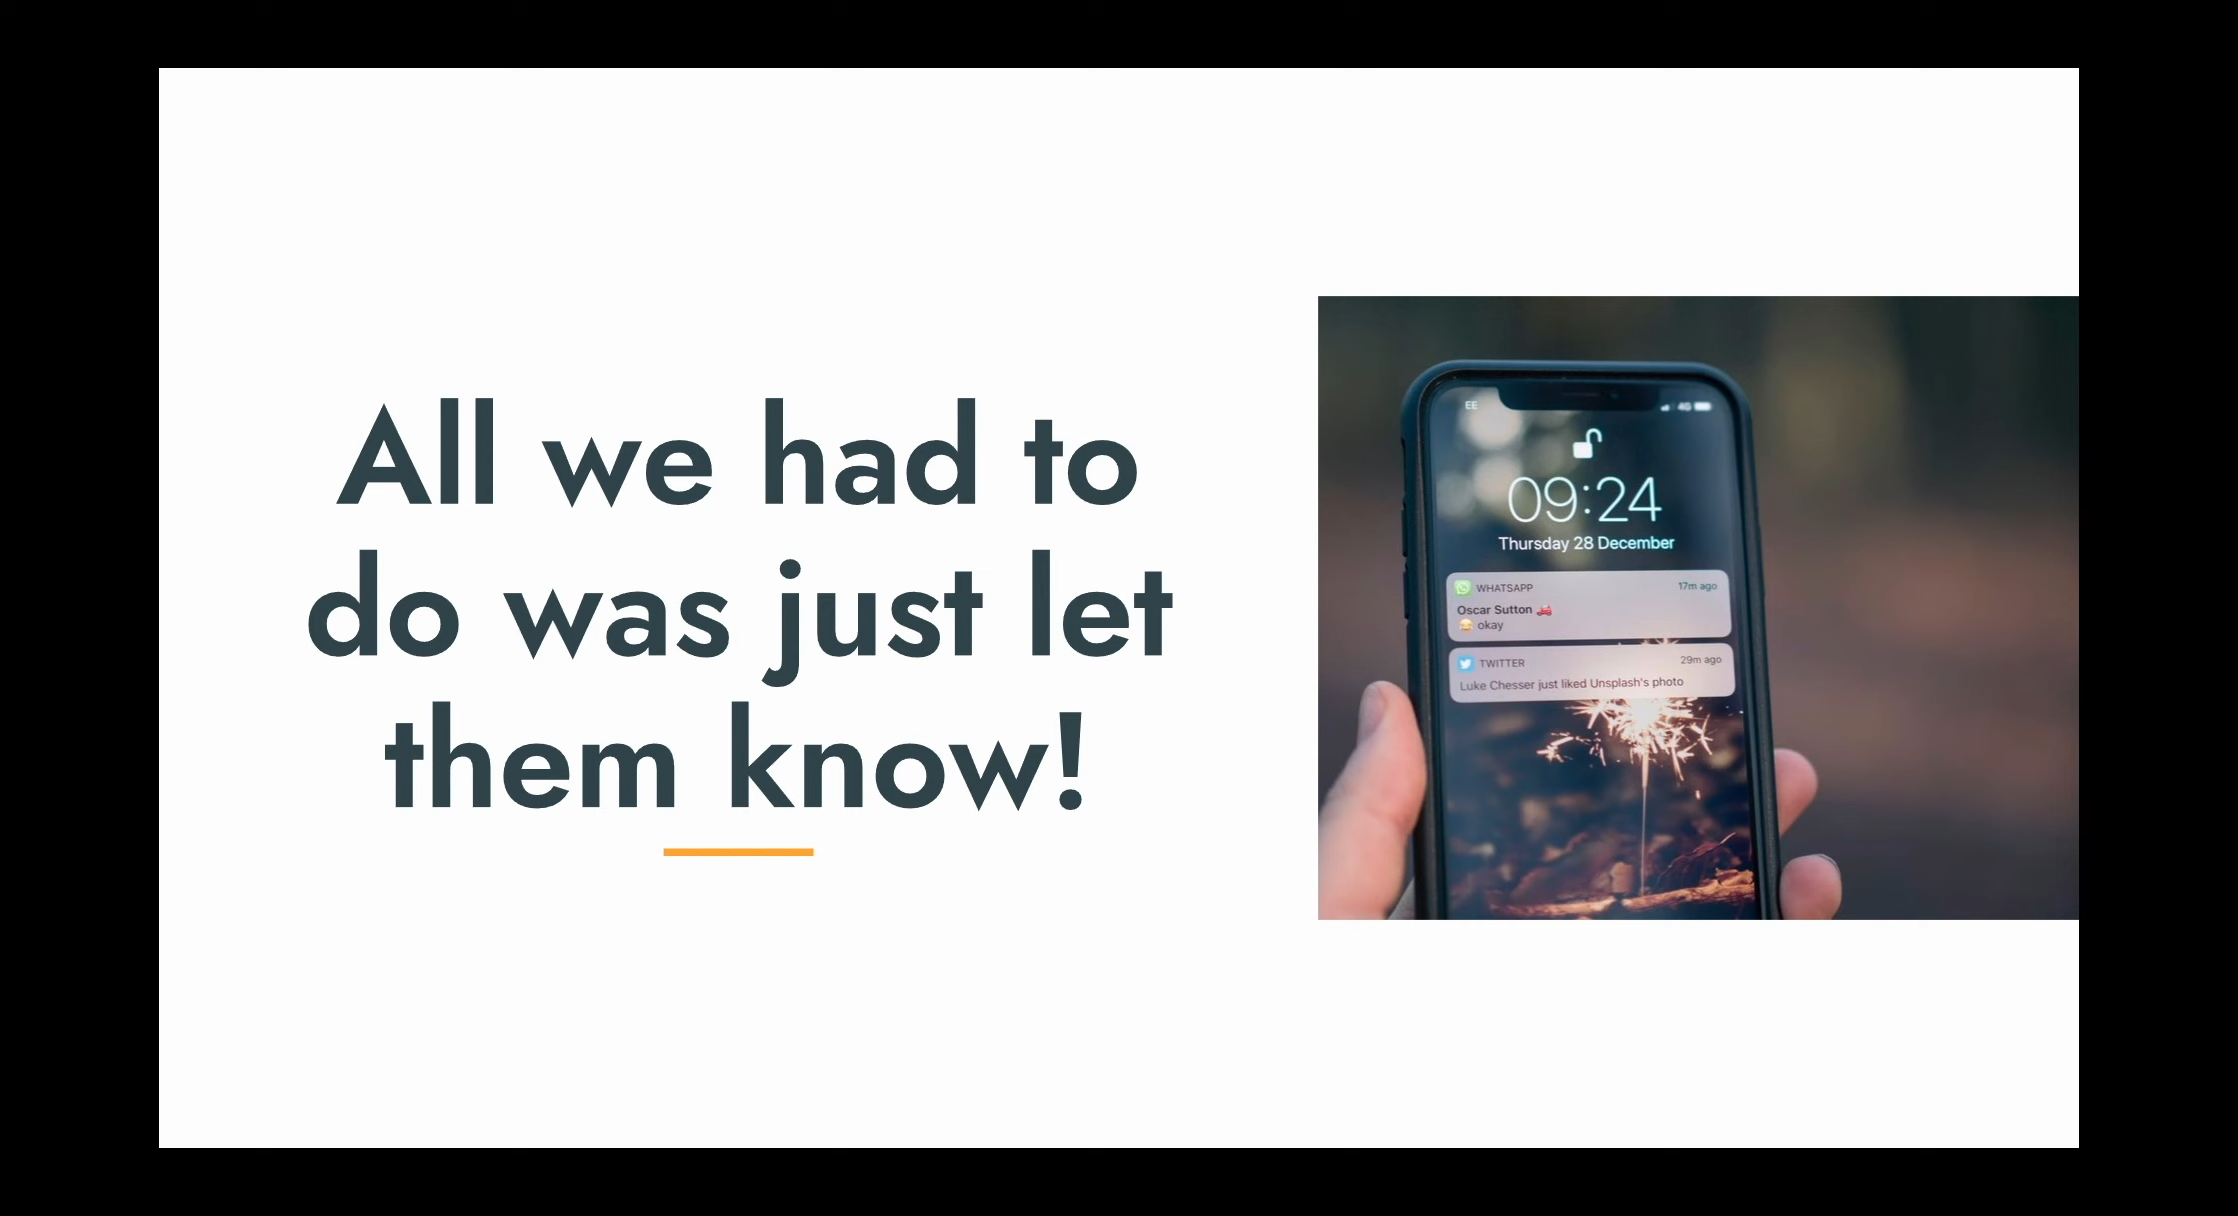 All we had to
do was just let
them know!
EE
4G
09:24
Thursday 28 December
WHATSAPP 17m ago
Oscar Sutton 🚑
😂 okay
TWITTER 29m ago
Luke Chesser just liked Unsplash's photo